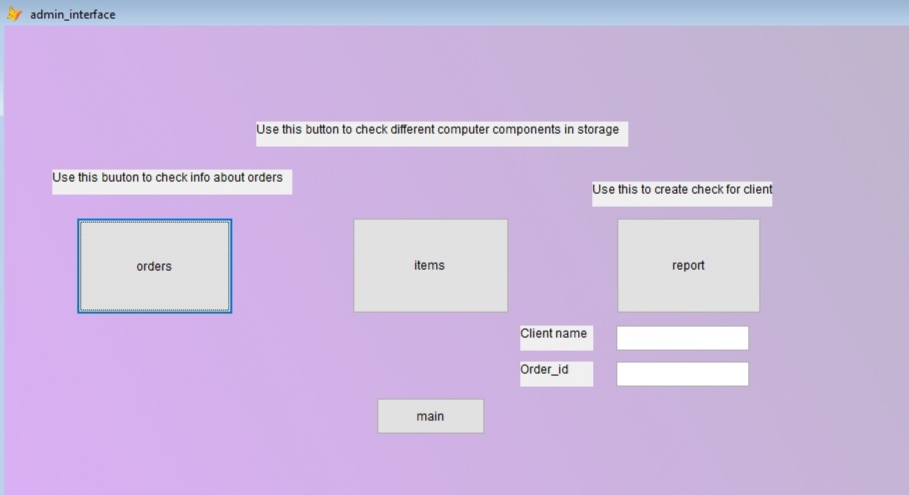 admin_interface
Use this button to check different computer components in storage
Use this buuton to check info about orders
Use this to create check for client
orders
items
report
Client name
Order_id
main